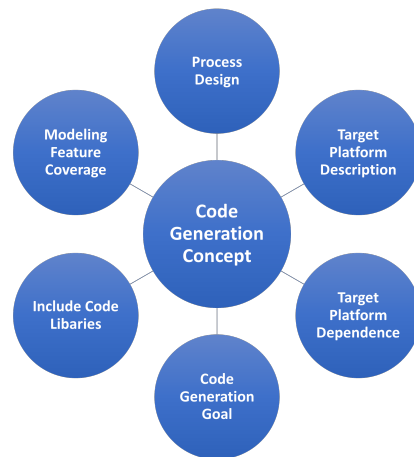 Process
Design
Modeling
Feature
Coverage
Target
Platform
Description
Code
Generation
Concept
Include Code
Libaries
Target
Platform
Dependence
Code
Generation
Goal